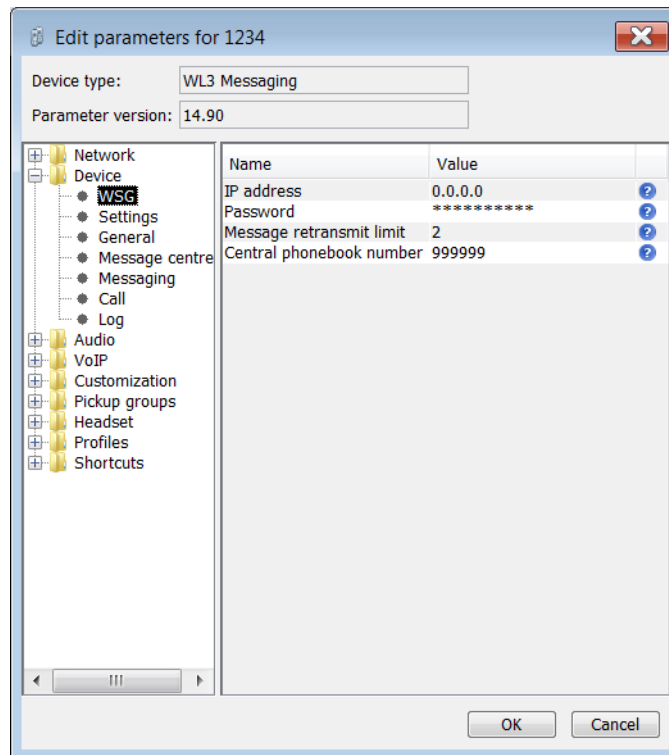 Edit parameters for 1234
Device type: WL3 Messaging
Parameter version: 14.90
Network
Device
WSG
Settings
General
Message centre
Messaging
Call
Log
Audio
VoIP
Customization
Pickup groups
Headset
Profiles
Shortcuts
Name Value
IP address 0.0.0.0
Password **********
Message retransmit limit 2
Central phonebook number 999999
OK Cancel